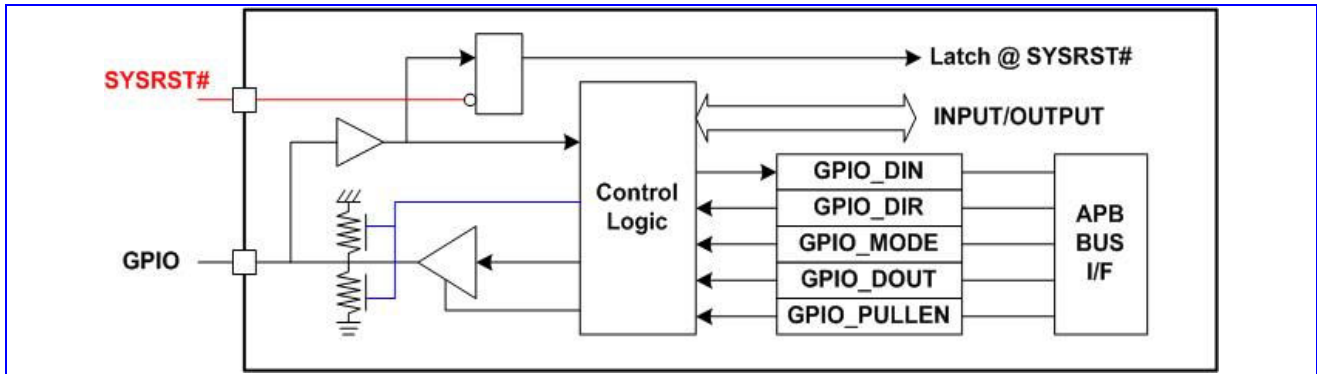 Latch @ SYSRST#
SYSRST#
INPUT/OUTPUT
Control
Logic
GPIO_DIN
GPIO_DIR
GPIO_MODE
GPIO_DOUT
GPIO_PULLEN
APB
BUS
I/F
GPIO